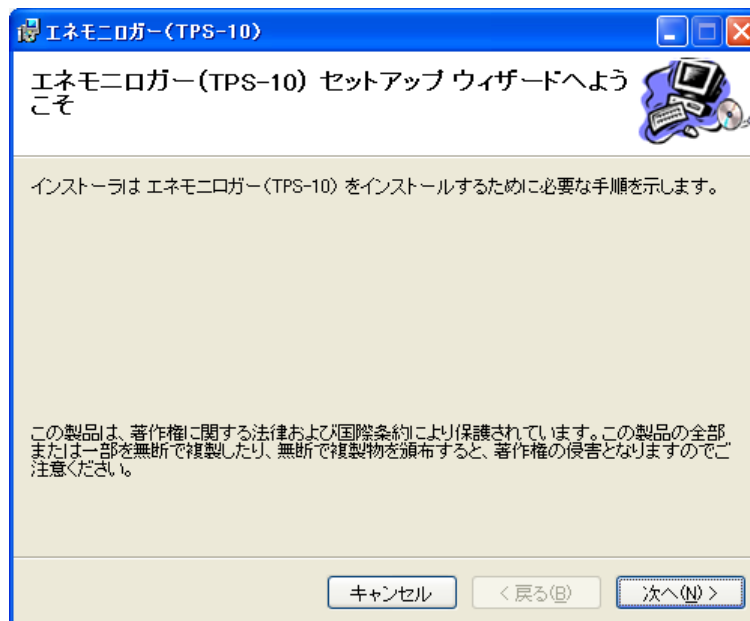 エネモニロガー(TPS-10)
エネモニロガー(TPS-10) セットアップ ウィザードへよう
こそ
インストーラは エネモニロガー(TPS-10) をインストールするために必要な手順を示します。
この製品は、著作権に関する法律および国際条約により保護されています。この製品の全部
または一部を無断で複製したり、無断で複製物を頒布すると、著作権の侵害となりますのでご
注意ください。
キャンセル
< 戻る(B)
次へ(N) >